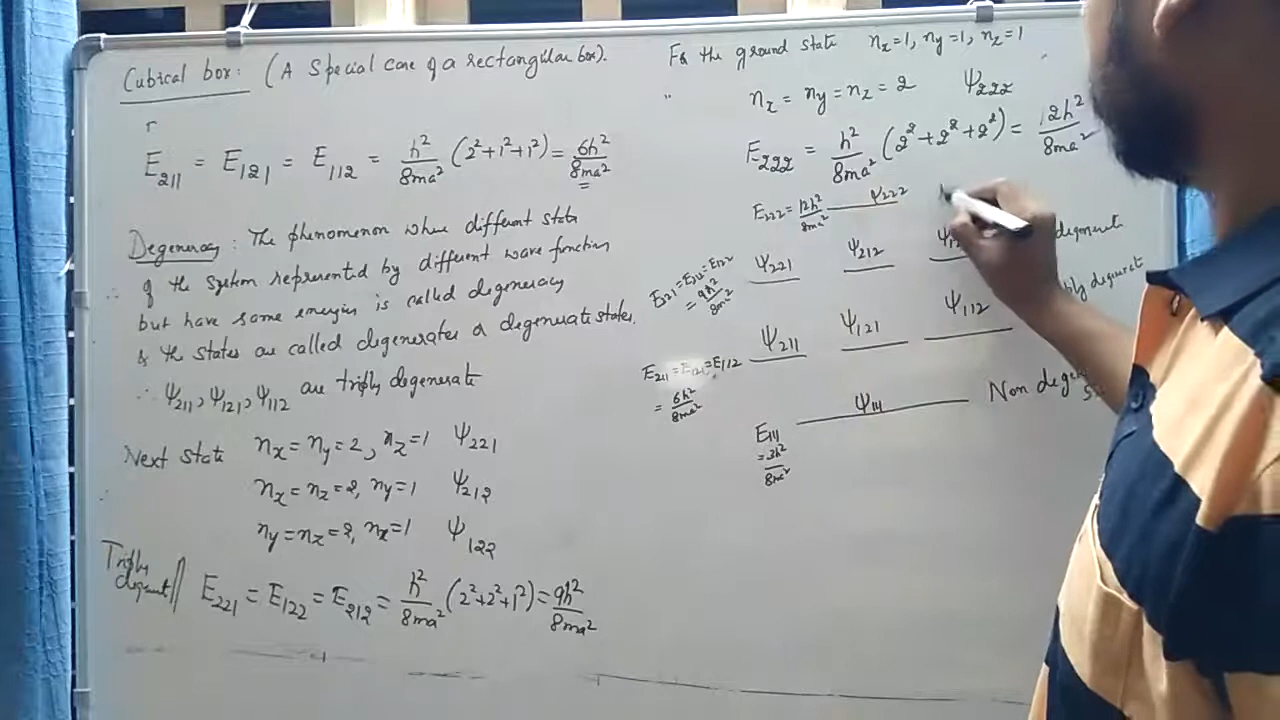 Cubical box: (A Special case of a rectangular box).
E₂₁₁ = E₁₂₁ = E₁₁₂ = h²/8ma² (2²+1²+1²) = 6h²/8ma²
Degeneracy: The phenomenon where different state
of the system represented by different wave function
but have same energies is called degeneracy
& the states are called degenerates or degenerate states.
∴ ψ₂₁₁, ψ₁₂₁, ψ₁₁₂ are triply degenerate
Next state nx = ny = 2, nz = 1 ψ₂₂₁
nx = nz = 2, ny = 1 ψ₂₁₂
ny = nz = 2, nx = 1 ψ₁₂₂
Triply
degenerat
E₂₂₁ = E₁₂₂ = E₂₁₂ = h²/8ma² (2²+2²+1²) = 9h²/8ma²
For the ground state nx=1, ny=1, nz=1
nx = ny = nz = 2 ψ₂₂₂
E₂₂₂ = h²/8ma² (2²+2²+2²) = 12h²/8ma²
E₂₂₂ = 12h²/8ma² ψ₂₂₂
E₂₂₁=E₂₁₂=E₁₂₂ ψ₂₂₁ ψ₂₁₂
= 9h²/8ma²
ψ₂₁₁ ψ₁₂₁ ψ₁₁₂
E₂₁₁=E₁₂₁=E₁₁₂
= 6h²/8ma²
E₁₁₁ ψ₁₁₁ Non
= 3h²/8ma²